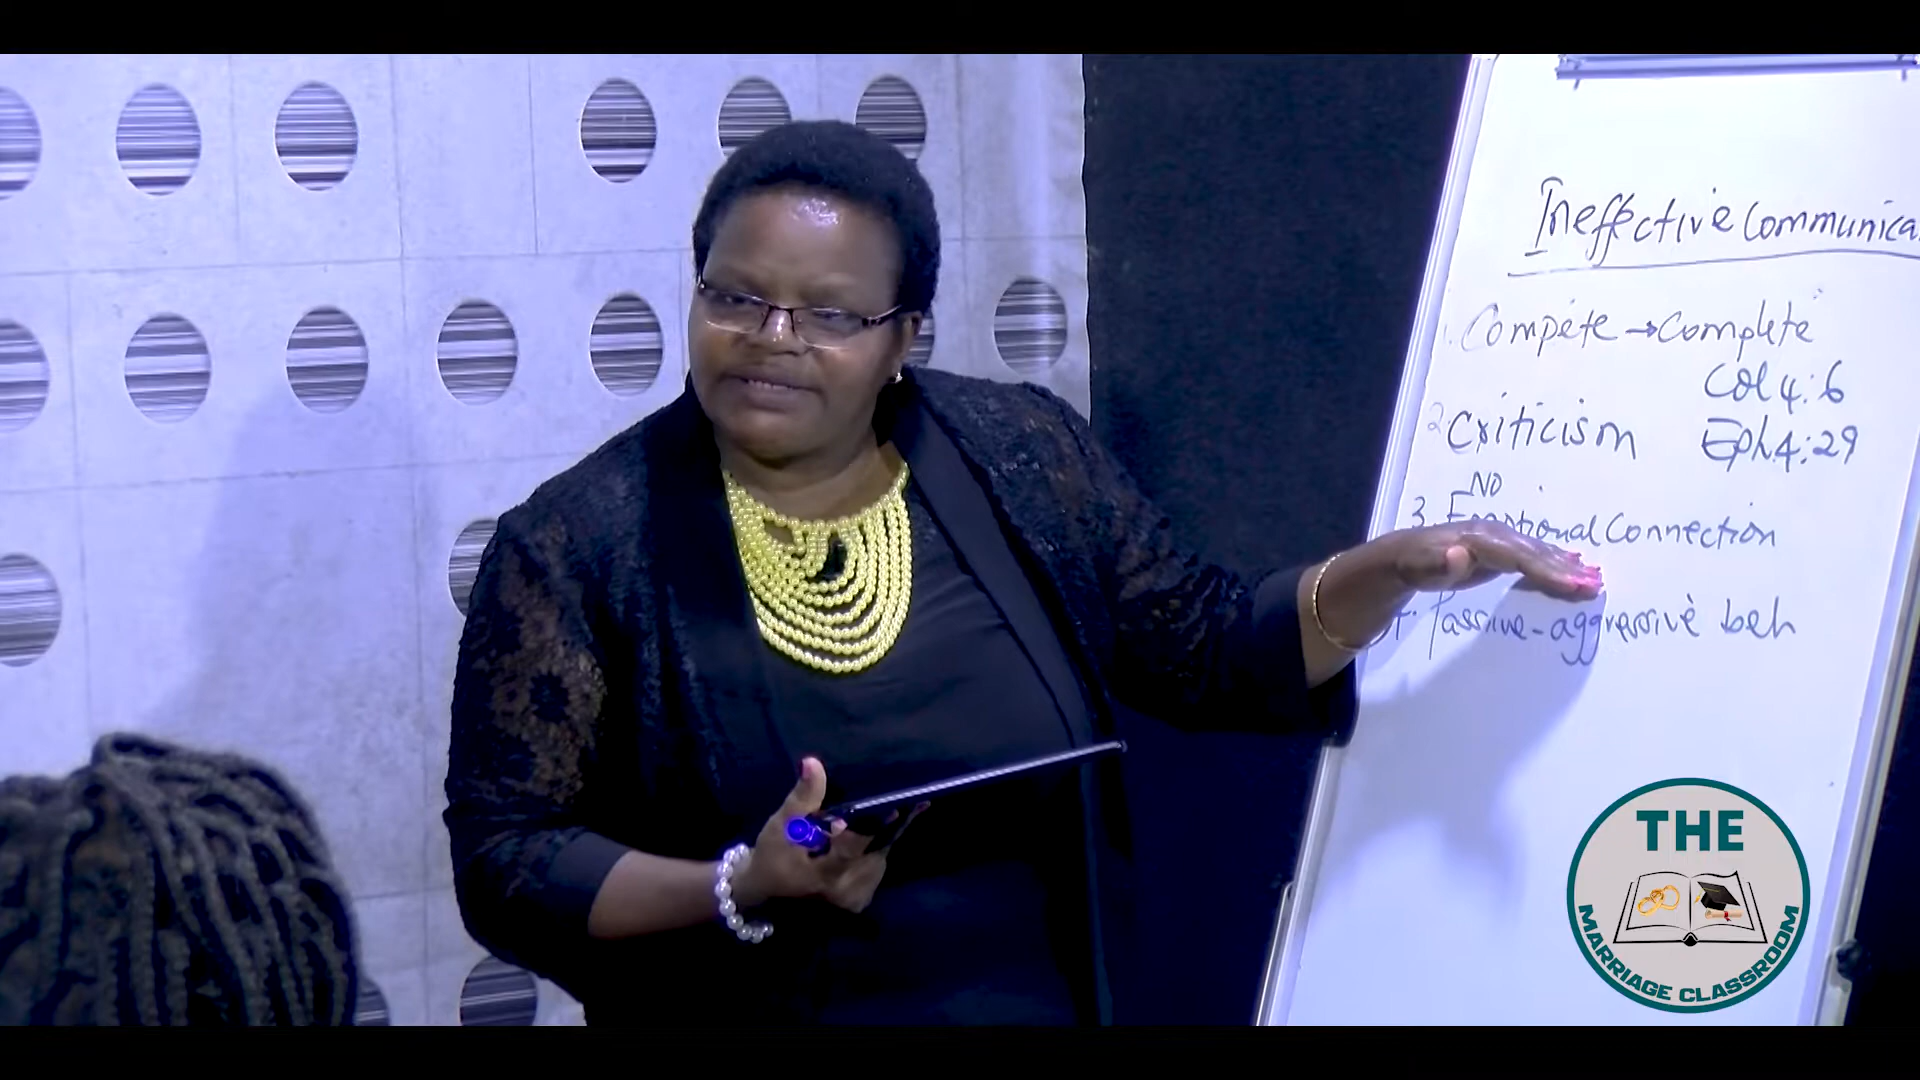 Ineffective Communica
1. Compete → Complete
Col 4:6
2 Criticism Eph.4:29
NO
3. Emotional Connection
4. Passive-aggressive beh
THE
MARRIAGE CLASSROOM